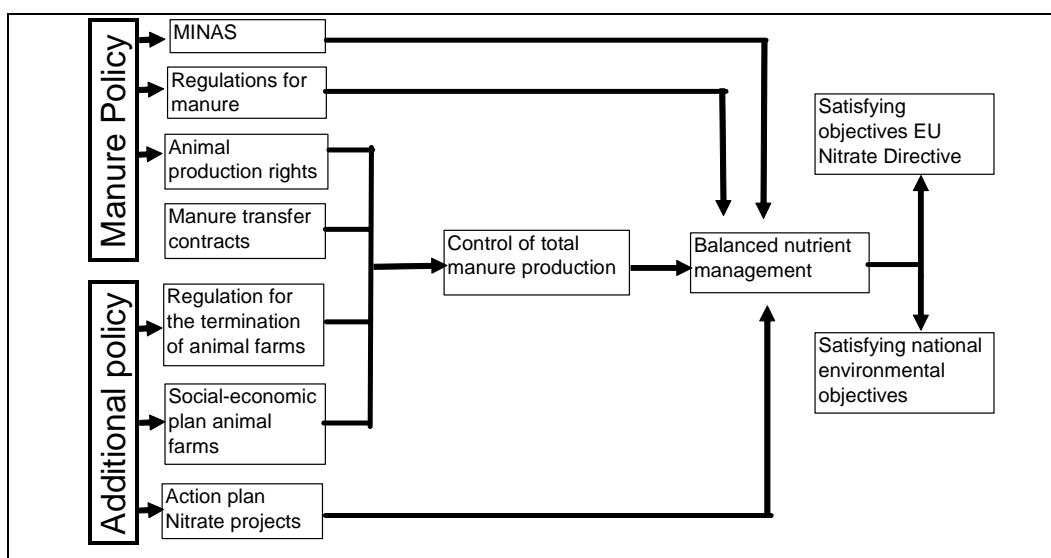 Manure Policy
MINAS
Regulations for
manure
Animal
production rights
Manure transfer
contracts
Additional policy
Regulation for
the termination
of animal farms
Social-economic
plan animal
farms
Action plan
Nitrate projects
Control of total
manure production
Balanced nutrient
management
Satisfying
objectives EU
Nitrate Directive
Satisfying national
environmental
objectives